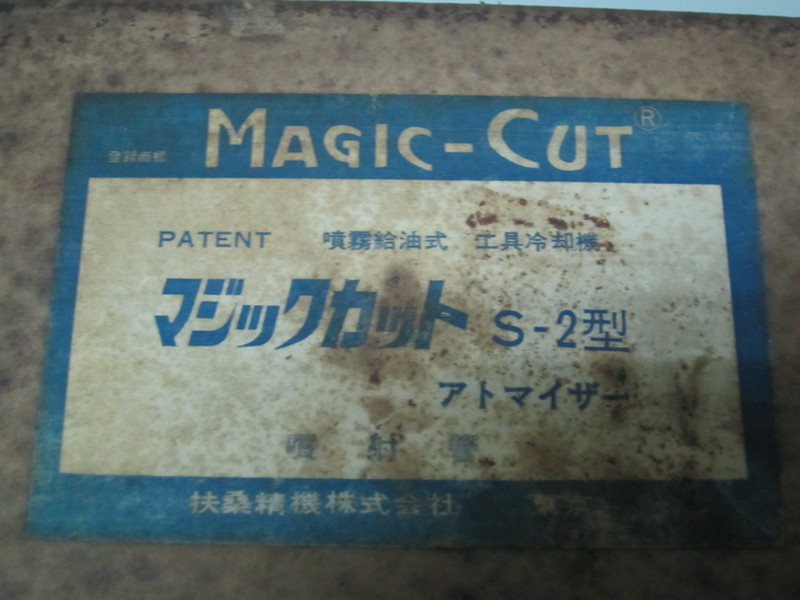 登録商標 MAGIC-CUT®
PATENT 噴霧給油式 工具冷却機
マジックカット S-2型
アトマイザー
噴射管
扶桑精機株式会社 東京